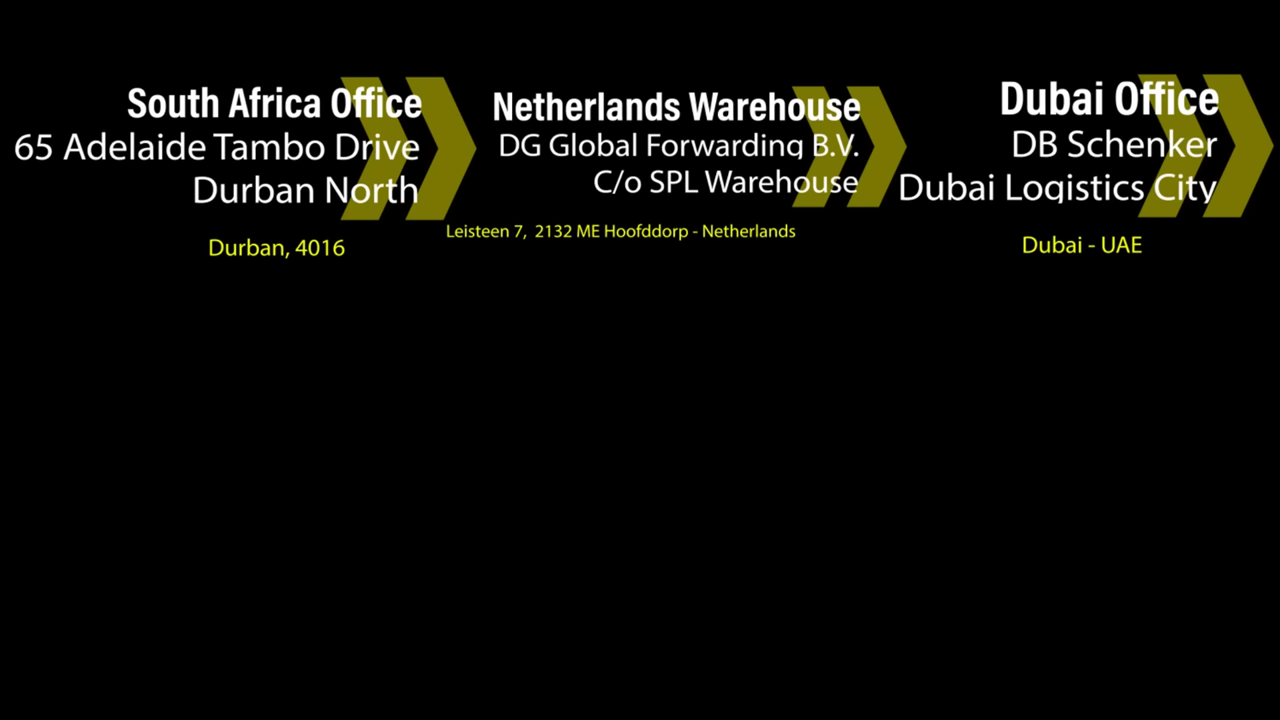 South Africa Office
65 Adelaide Tambo Drive
Durban North
Durban, 4016
Netherlands Warehouse
DG Global Forwarding B.V.
C/o SPL Warehouse
Leisteen 7, 2132 ME Hoofddorp - Netherlands
Dubai Office
DB Schenker
Dubai Logistics City
Dubai - UAE